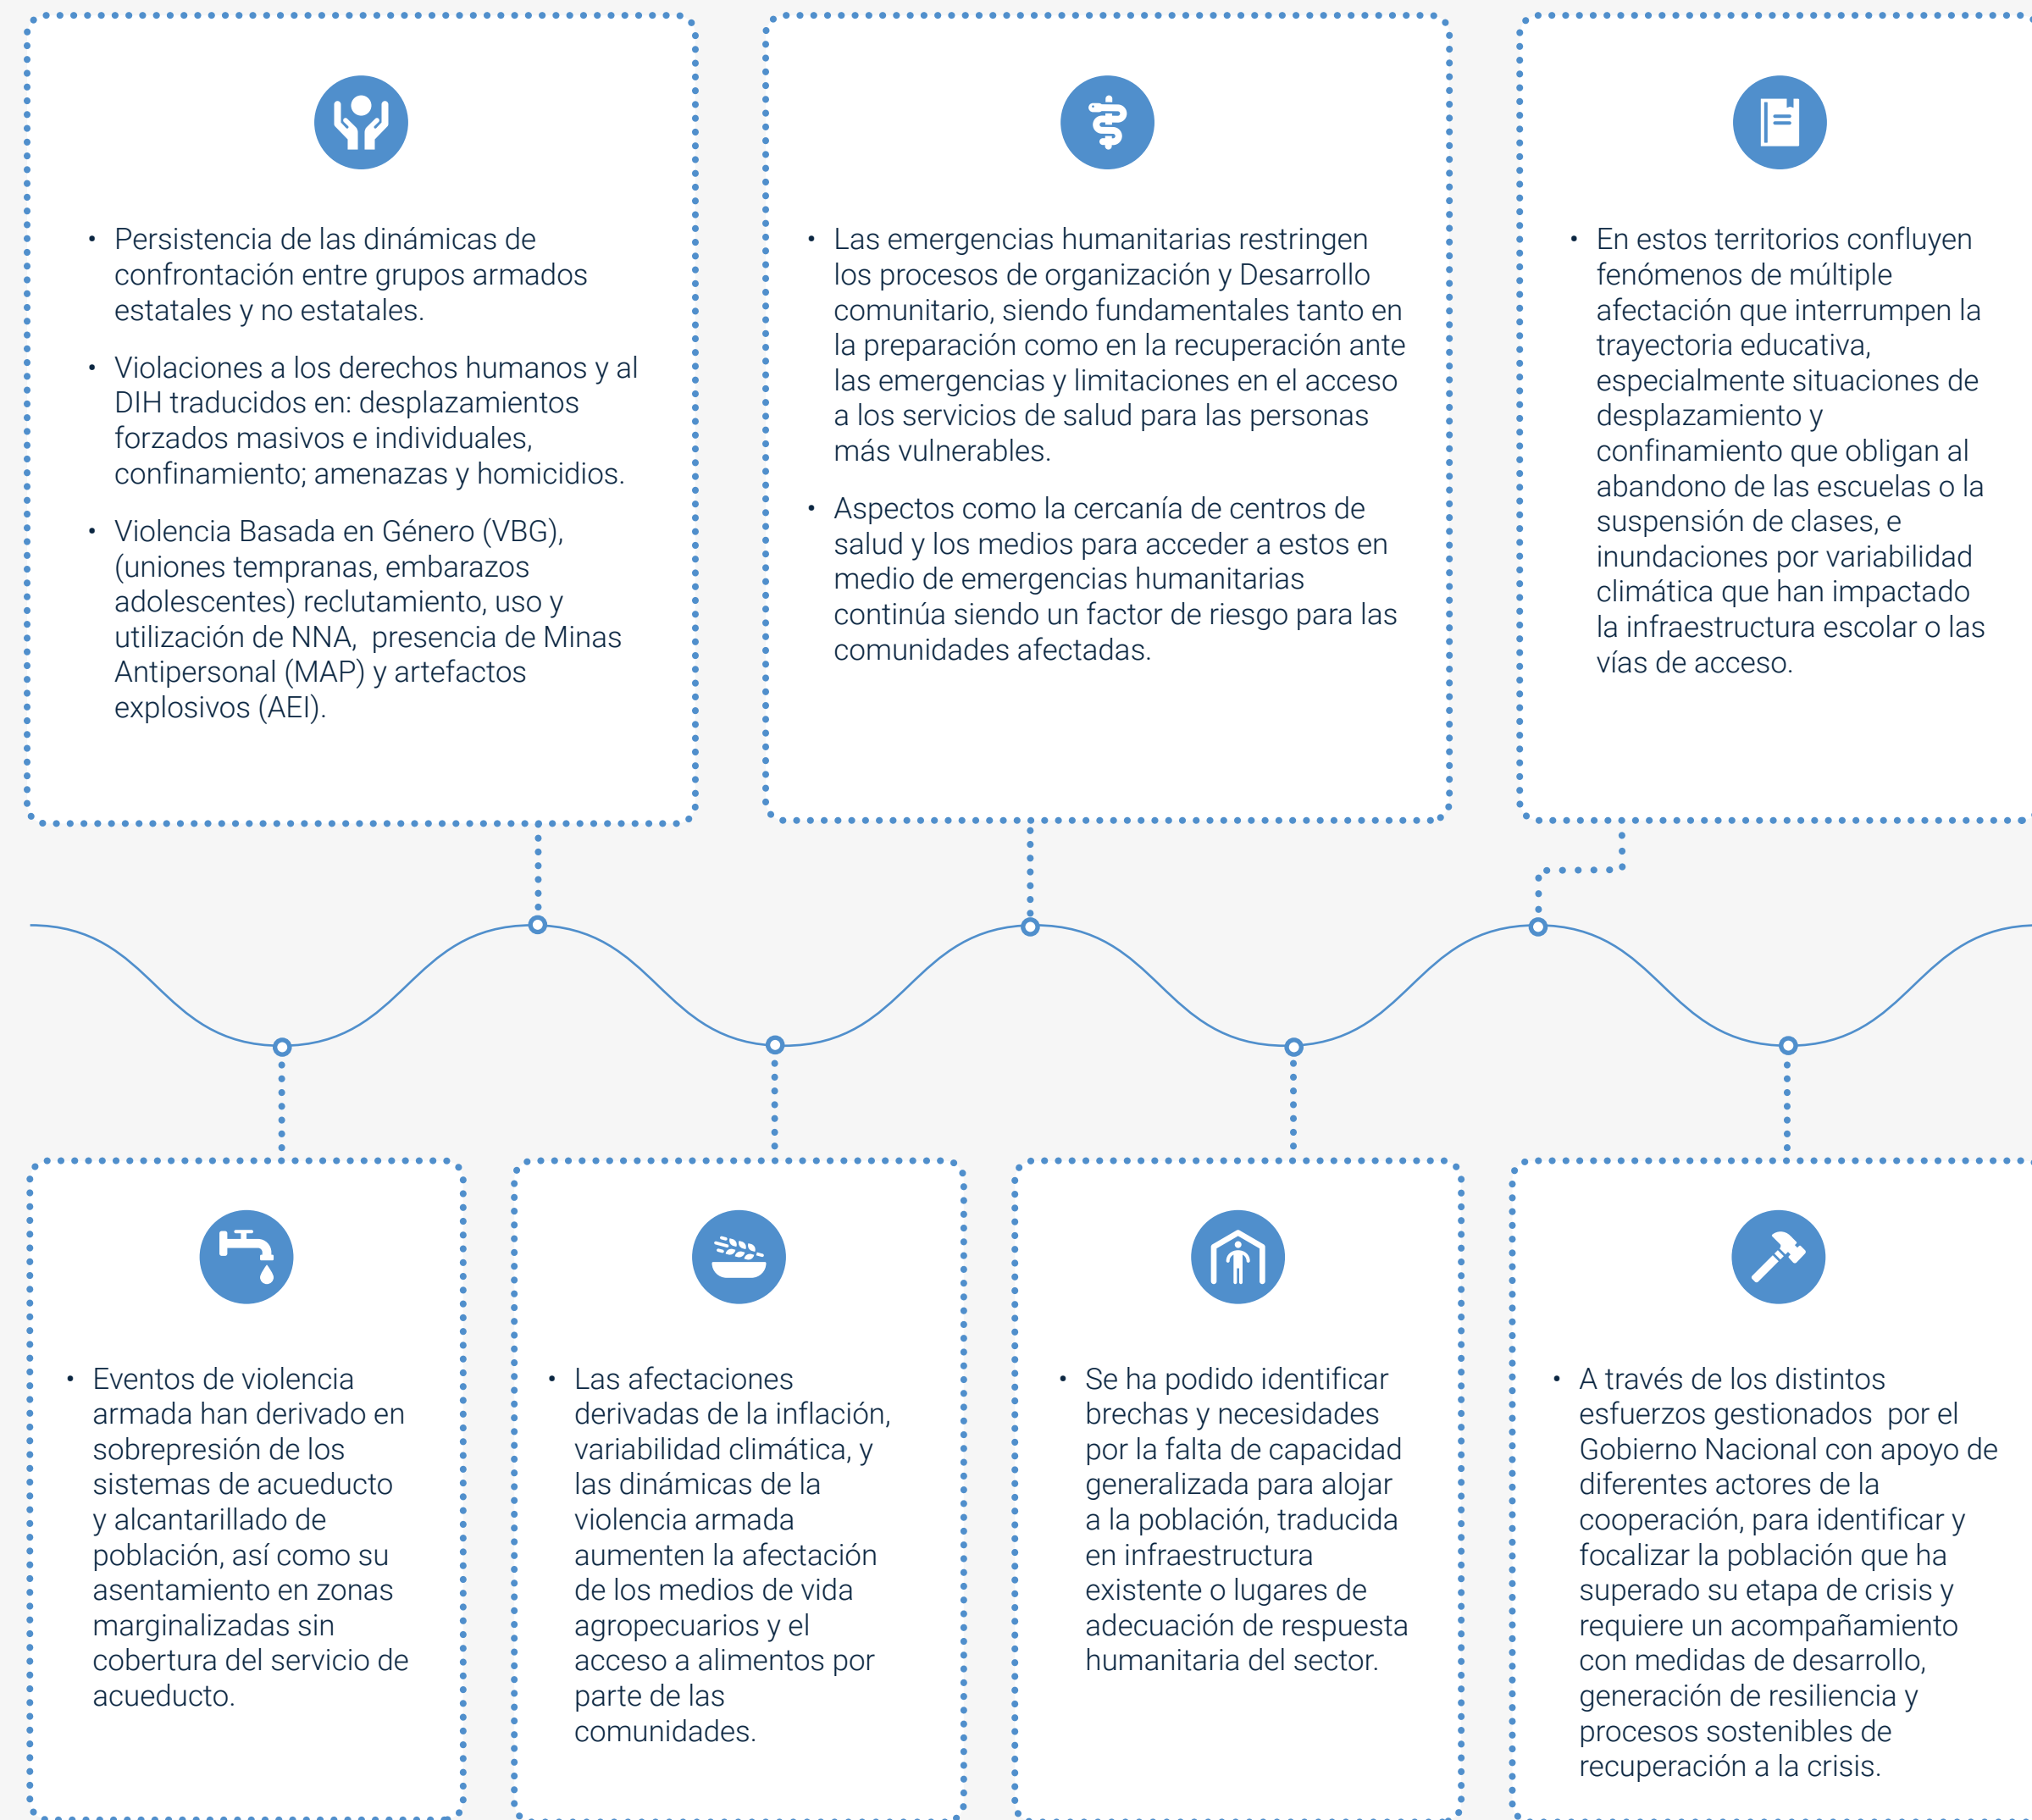 • Persistencia de las dinámicas de
confrontación entre grupos armados
estatales y no estatales.
• Violaciones a los derechos humanos y al
DIH traducidos en: desplazamientos
forzados masivos e individuales,
confinamiento; amenazas y homicidios.
• Violencia Basada en Género (VBG),
(uniones tempranas, embarazos
adolescentes) reclutamiento, uso y
utilización de NNA,  presencia de Minas
Antipersonal (MAP) y artefactos
explosivos (AEI).
• Las emergencias humanitarias restringen
los procesos de organización y Desarrollo
comunitario, siendo fundamentales tanto en
la preparación como en la recuperación ante
las emergencias y limitaciones en el acceso
a los servicios de salud para las personas
más vulnerables.
• Aspectos como la cercanía de centros de
salud y los medios para acceder a estos en
medio de emergencias humanitarias
continúa siendo un factor de riesgo para las
comunidades afectadas.
• En estos territorios confluyen
fenómenos de múltiple
afectación que interrumpen la
trayectoria educativa,
especialmente situaciones de
desplazamiento y
confinamiento que obligan al
abandono de las escuelas o la
suspensión de clases, e
inundaciones por variabilidad
climática que han impactado
la infraestructura escolar o las
vías de acceso.
• Eventos de violencia
armada han derivado en
sobrepresión de los
sistemas de acueducto
y alcantarillado de
población, así como su
asentamiento en zonas
marginalizadas sin
cobertura del servicio de
acueducto.
• Las afectaciones
derivadas de la inflación,
variabilidad climática, y
las dinámicas de la
violencia armada
aumenten la afectación
de los medios de vida
agropecuarios y el
acceso a alimentos por
parte de las
comunidades.
• Se ha podido identificar
brechas y necesidades
por la falta de capacidad
generalizada para alojar
a la población, traducida
en infraestructura
existente o lugares de
adecuación de respuesta
humanitaria del sector.
• A través de los distintos
esfuerzos gestionados  por el
Gobierno Nacional con apoyo de
diferentes actores de la
cooperación, para identificar y
focalizar la población que ha
superado su etapa de crisis y
requiere un acompañamiento
con medidas de desarrollo,
generación de resiliencia y
procesos sostenibles de
recuperación a la crisis.